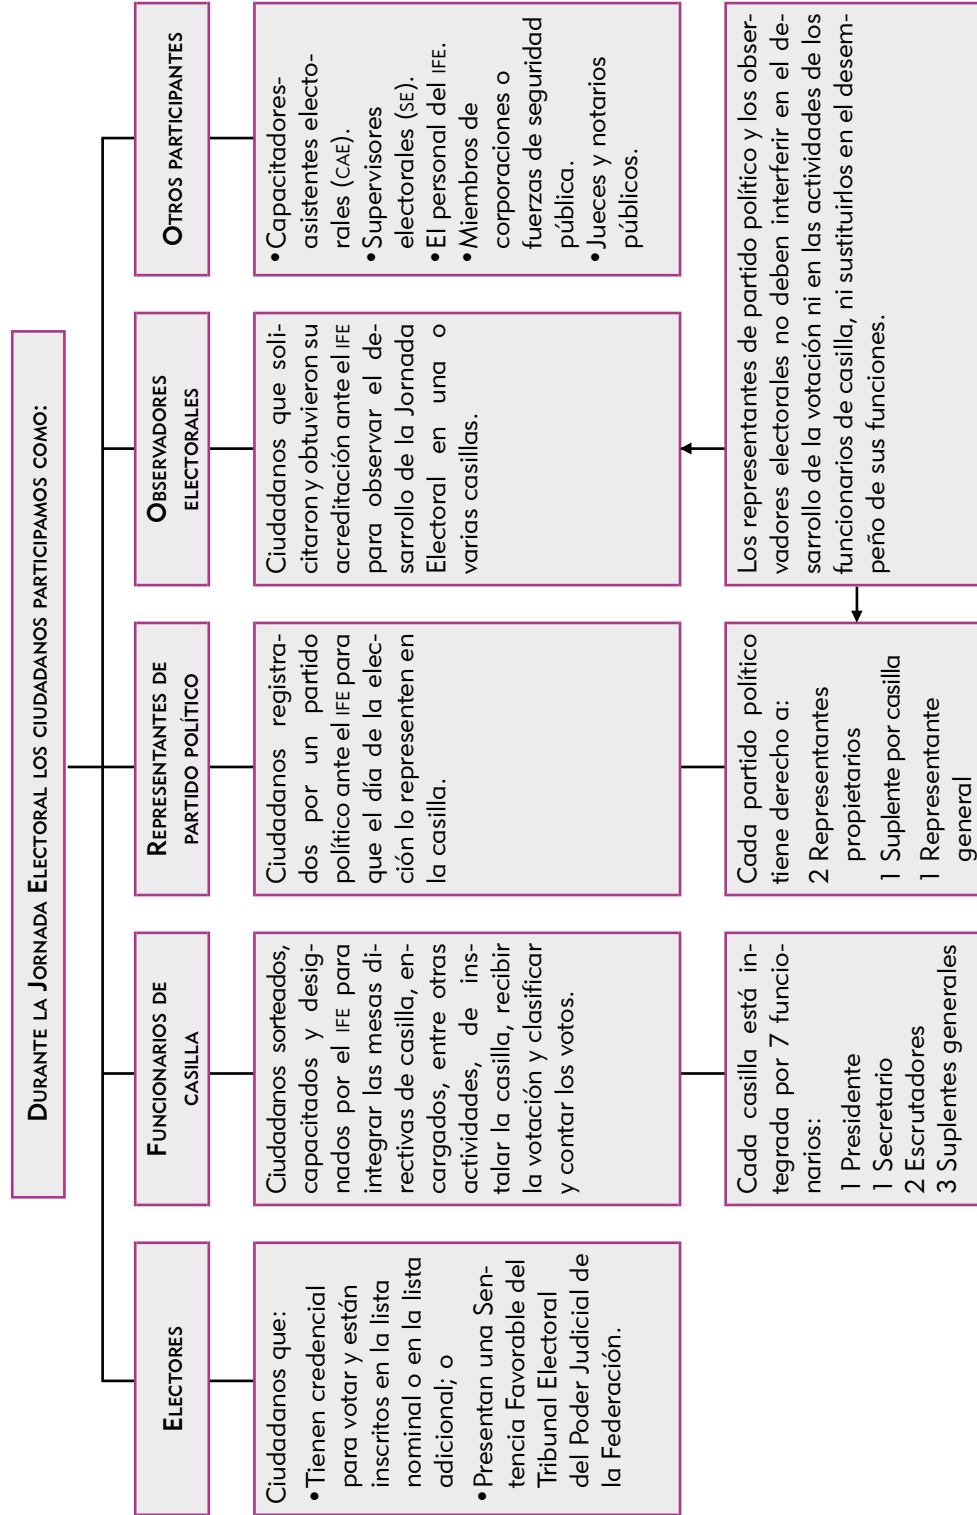 DURANTE LA JORNADA ELECTORAL LOS CIUDADANOS PARTICIPAMOS COMO:
ELECTORES
Ciudadanos que:
• Tienen credencial
para votar y están
inscritos en la lista
nominal o en la lista
adicional; o
• Presentan una Sen-
tencia Favorable del
Tribunal Electoral
del Poder Judicial de
la Federación.
FUNCIONARIOS DE
CASILLA
Ciudadanos sorteados,
capacitados y desig-
nados por el IFE para
integrar las mesas di-
rectivas de casilla, en-
cargados, entre otras
actividades, de ins-
talar la casilla, recibir
la votación y clasificar
y contar los votos.
Cada casilla está in-
tegrada por 7 funcio-
narios:
1 Presidente
1 Secretario
2 Escrutadores
3 Suplentes generales
REPRESENTANTES DE
PARTIDO POLÍTICO
Ciudadanos registra-
dos por un partido
político ante el IFE para
que el día de la elec-
ción lo representen en
la casilla.
Cada partido político
tiene derecho a:
2 Representantes
propietarios
1 Suplente por casilla
1 Representante
general
OBSERVADORES
ELECTORALES
Ciudadanos que soli-
citaron y obtuvieron su
acreditación ante el IFE
para observar el de-
sarrollo de la Jornada
Electoral en una o
varias casillas.
OTROS PARTICIPANTES
• Capacitadores-
asistentes electo-
rales (CAE).
• Supervisores
electorales (SE).
• El personal del IFE.
• Miembros de
corporaciones o
fuerzas de seguridad
pública.
• Jueces y notarios
públicos.
Los representantes de partido político y los obser-
vadores electorales no deben interferir en el de-
sarrollo de la votación ni en las actividades de los
funcionarios de casilla, ni sustituirlos en el desem-
peño de sus funciones.